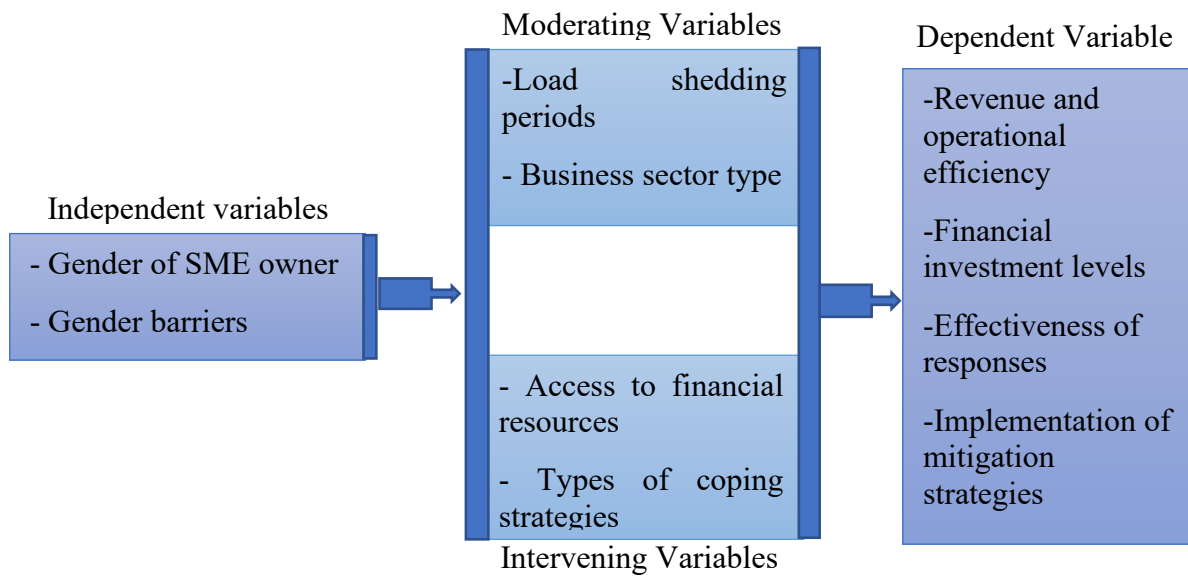 Independent variables
- Gender of SME owner
- Gender barriers
Moderating Variables
-Load shedding
periods
- Business sector type
- Access to financial
resources
- Types of coping
strategies
Intervening Variables
Dependent Variable
-Revenue and
operational
efficiency
-Financial
investment levels
-Effectiveness of
responses
-Implementation of
mitigation
strategies